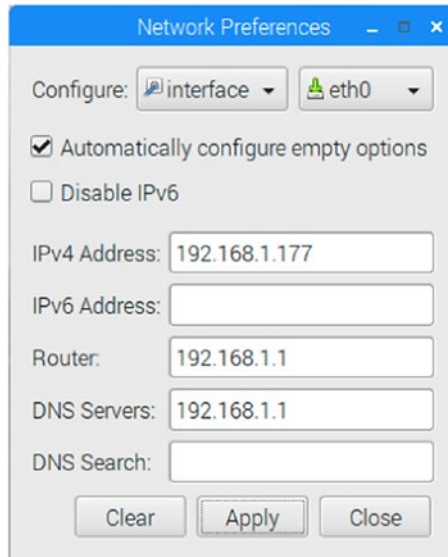 Network Preferences
Configure: interface eth0
Automatically configure empty options
Disable IPv6
IPv4 Address: 192.168.1.177
IPv6 Address:
Router: 192.168.1.1
DNS Servers: 192.168.1.1
DNS Search:
Clear Apply Close